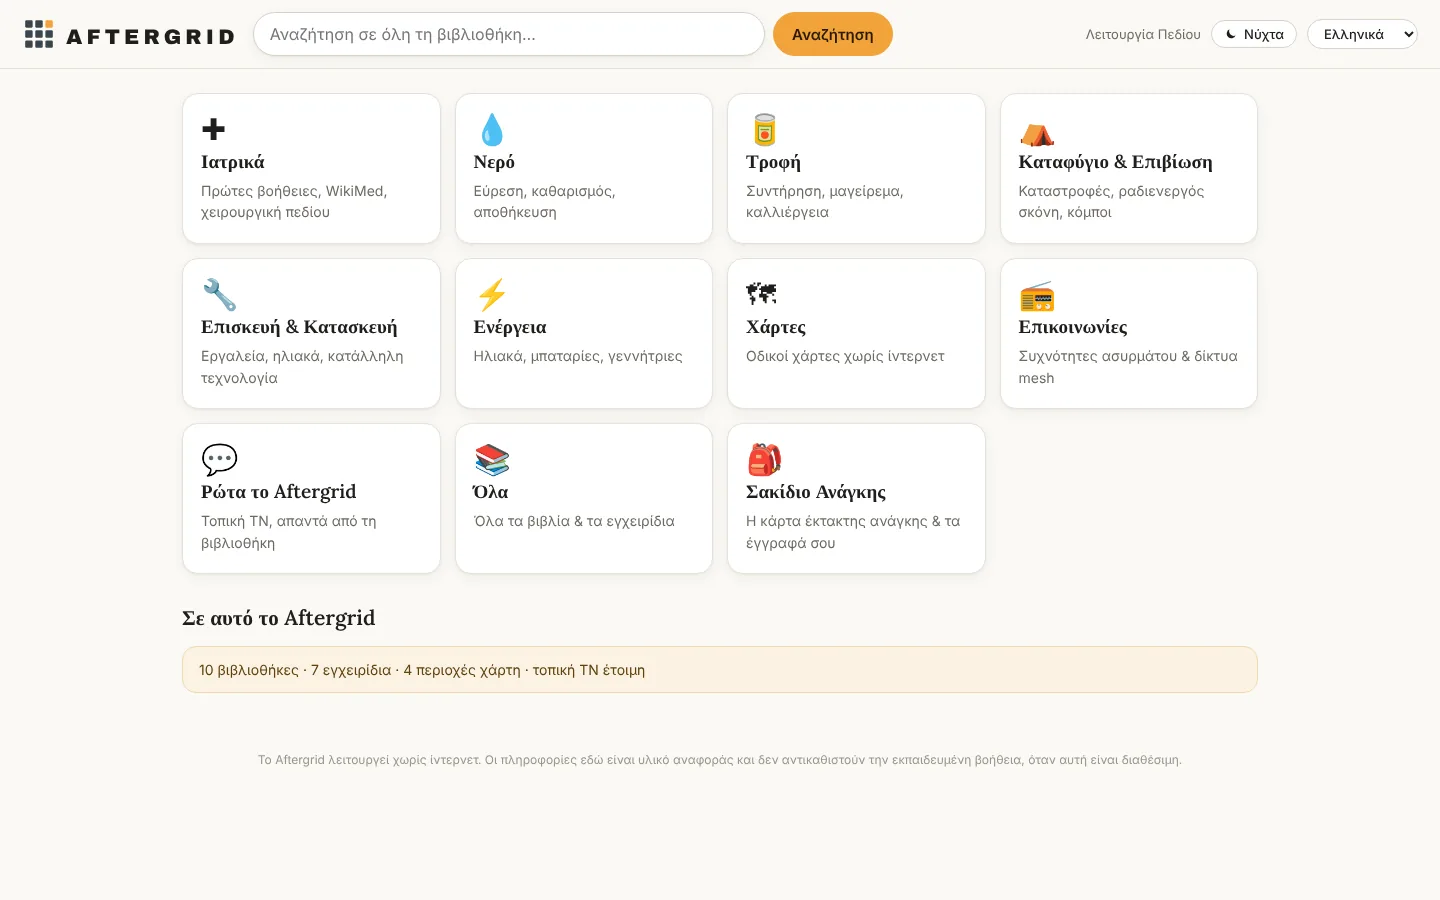 AFTERGRID
Αναζήτηση σε όλη τη βιβλιοθήκη...
Αναζήτηση
Λειτουργία Πεδίου
Νύχτα
Ελληνικά
Ιατρικά
Πρώτες βοήθειες, WikiMed,
χειρουργική πεδίου
Νερό
Εύρεση, καθαρισμός,
αποθήκευση
Τροφή
Συντήρηση, μαγείρεμα,
καλλιέργεια
Καταφύγιο & Επιβίωση
Καταστροφές, ραδιενεργός
σκόνη, κόμποι
Επισκευή & Κατασκευή
Εργαλεία, ηλιακά, κατάλληλη
τεχνολογία
Ενέργεια
Ηλιακά, μπαταρίες, γεννήτριες
Χάρτες
Οδικοί χάρτες χωρίς ίντερνετ
Επικοινωνίες
Συχνότητες ασυρμάτου & δίκτυα
mesh
Ρώτα το Aftergrid
Τοπική ΤΝ, απαντά από τη
βιβλιοθήκη
Όλα
Όλα τα βιβλία & τα εγχειρίδια
Σακίδιο Ανάγκης
Η κάρτα έκτακτης ανάγκης & τα
έγγραφά σου
Σε αυτό το Aftergrid
10 βιβλιοθήκες · 7 εγχειρίδια · 4 περιοχές χάρτη · τοπική ΤΝ έτοιμη
Το Aftergrid λειτουργεί χωρίς ίντερνετ. Οι πληροφορίες εδώ είναι υλικό αναφοράς και δεν αντικαθιστούν την εκπαιδευμένη βοήθεια, όταν αυτή είναι διαθέσιμη.